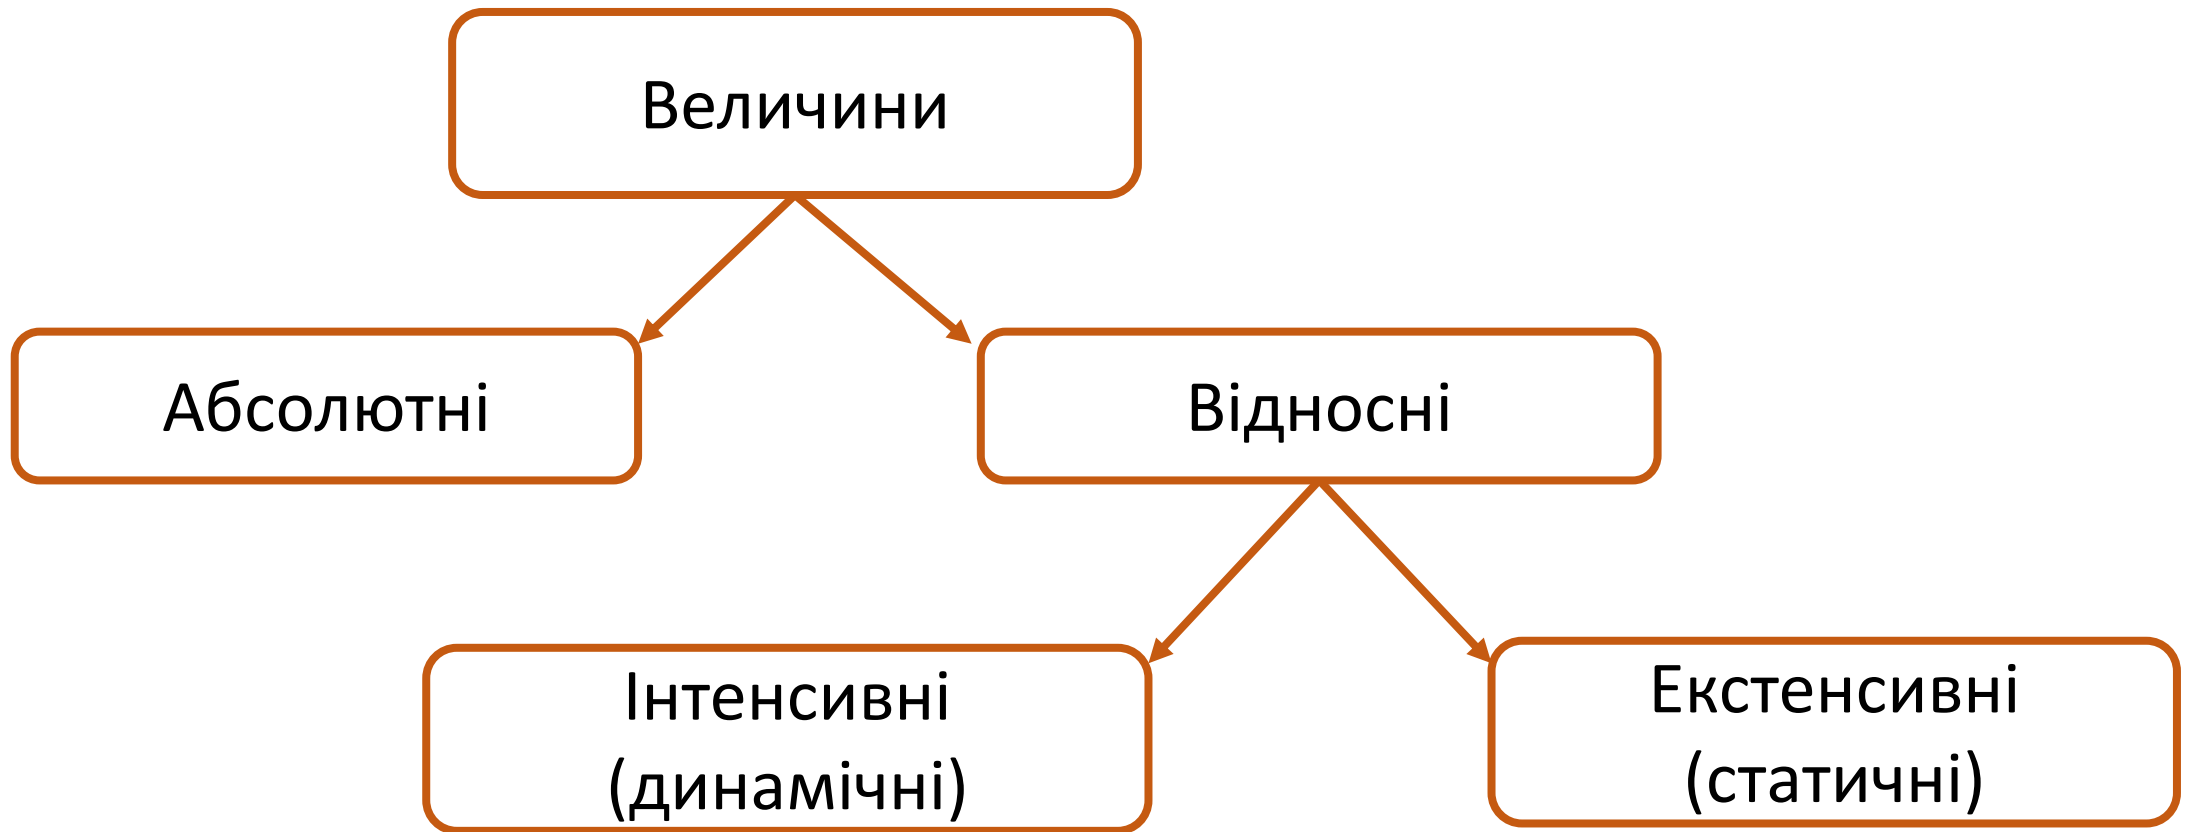 Величини
Абсолютні
Відносні
Інтенсивні
(динамічні)
Екстенсивні
(статичні)